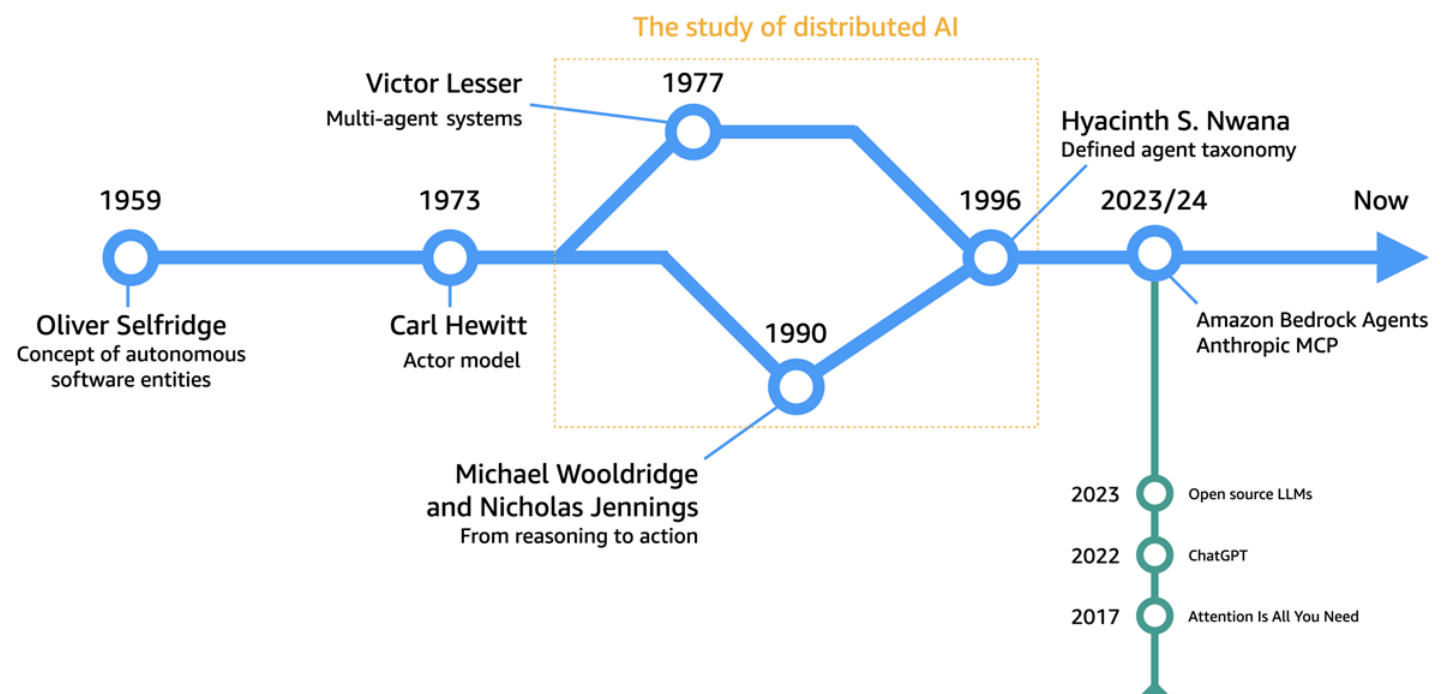 The study of distributed AI
Victor Lesser
Multi-agent systems
1977
Hyacinth S. Nwana
Defined agent taxonomy
1959
1973
1996
2023/24
Now
Oliver Selfridge
Concept of autonomous
software entities
Carl Hewitt
Actor model
1990
Amazon Bedrock Agents
Anthropic MCP
Michael Wooldridge
and Nicholas Jennings
From reasoning to action
2023 Open source LLMs
2022 ChatGPT
2017 Attention Is All You Need